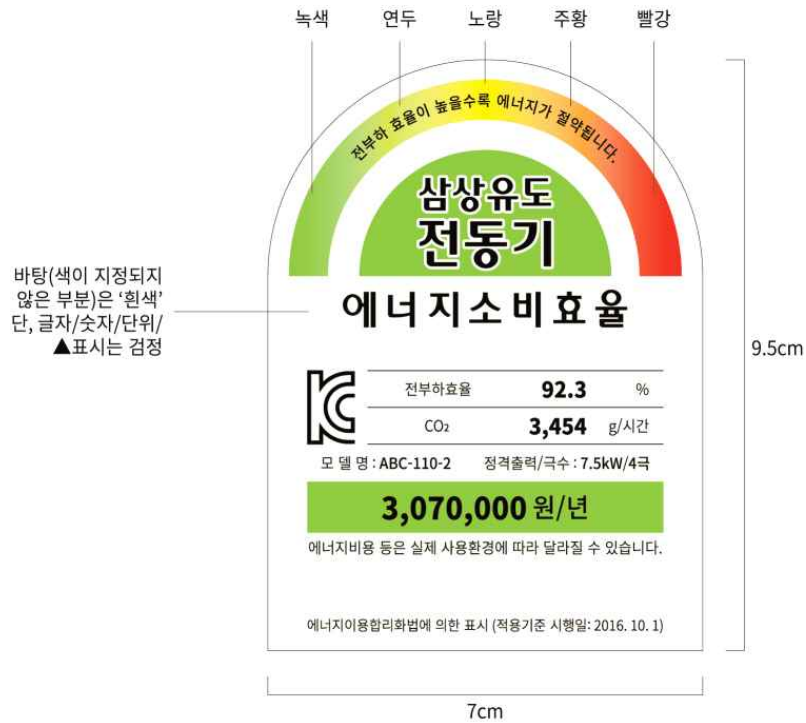 녹색 연두 노랑 주황 빨강
전부하 효율이 높을수록 에너지가 절약됩니다.
삼상유도
전동기
바탕(색이 지정되지
않은 부분)은 ‘흰색’
단, 글자/숫자/단위/
▲표시는 검정
에너지소비효율
9.5cm
KC
전부하효율 92.3 %
CO₂ 3,454 g/시간
모 델 명 : ABC-110-2 정격출력/극수 : 7.5kW/4극
3,070,000 원/년
에너지비용 등은 실제 사용환경에 따라 달라질 수 있습니다.
에너지이용합리화법에 의한 표시 (적용기준 시행일: 2016. 10. 1)
7cm